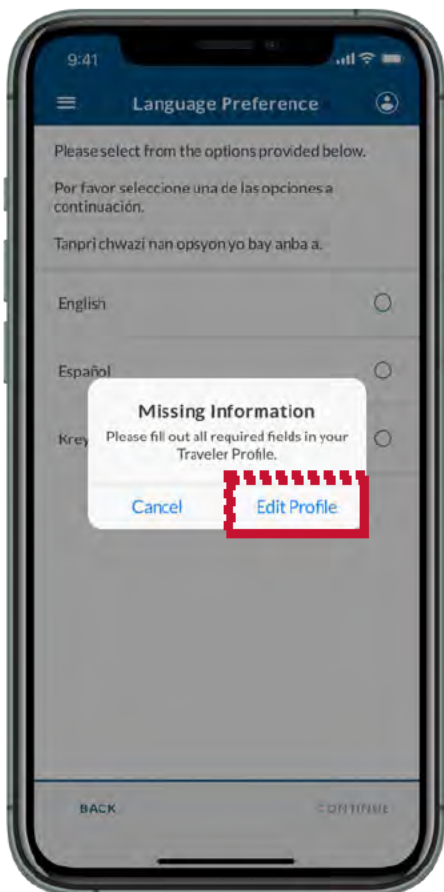 9:41
Language Preference
Please select from the options provided below.
Por favor seleccione una de las opciones a
continuación.
Tanpri chwazi nan opsyon yo bay anba a.
English
Español
Missing Information
Krey
Please fill out all required fields in your
Traveler Profile.
Cancel
Edit Profile
BACK
CONTINUE